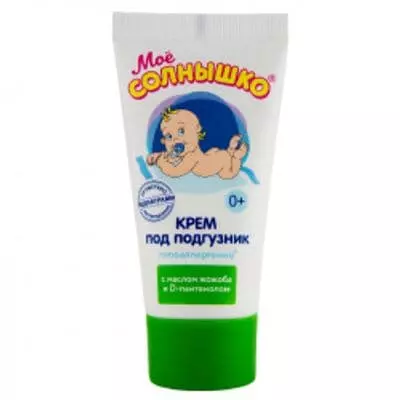 Моё
СОЛНЫШКО®
0+
КРЕМ
ПОД ПОДГУЗНИК
гипоаллергенный
с маслом жожоба
и D-пантенолом